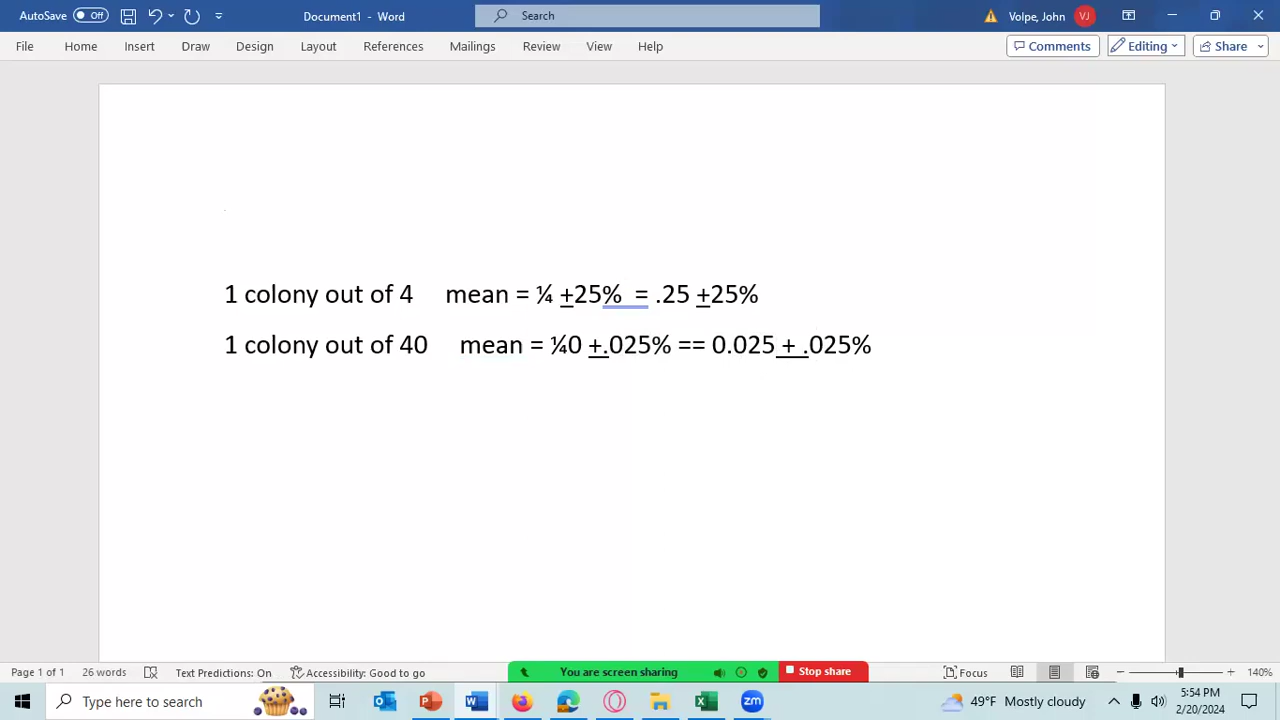 AutoSave Off Document1 - Word Search Volpe, John VJ
File Home Insert Draw Design Layout References Mailings Review View Help Comments Editing Share
1 colony out of 4 mean = ¼ +25% = .25 +25%
1 colony out of 40 mean = ¼0 +.025% == 0.025 + .025%
Page 1 of 1 26 words Text Predictions: On Accessibility: Good to go You are screen sharing Stop share Focus 140%
Type here to search 49°F Mostly cloudy 5:54 PM
2/20/2024